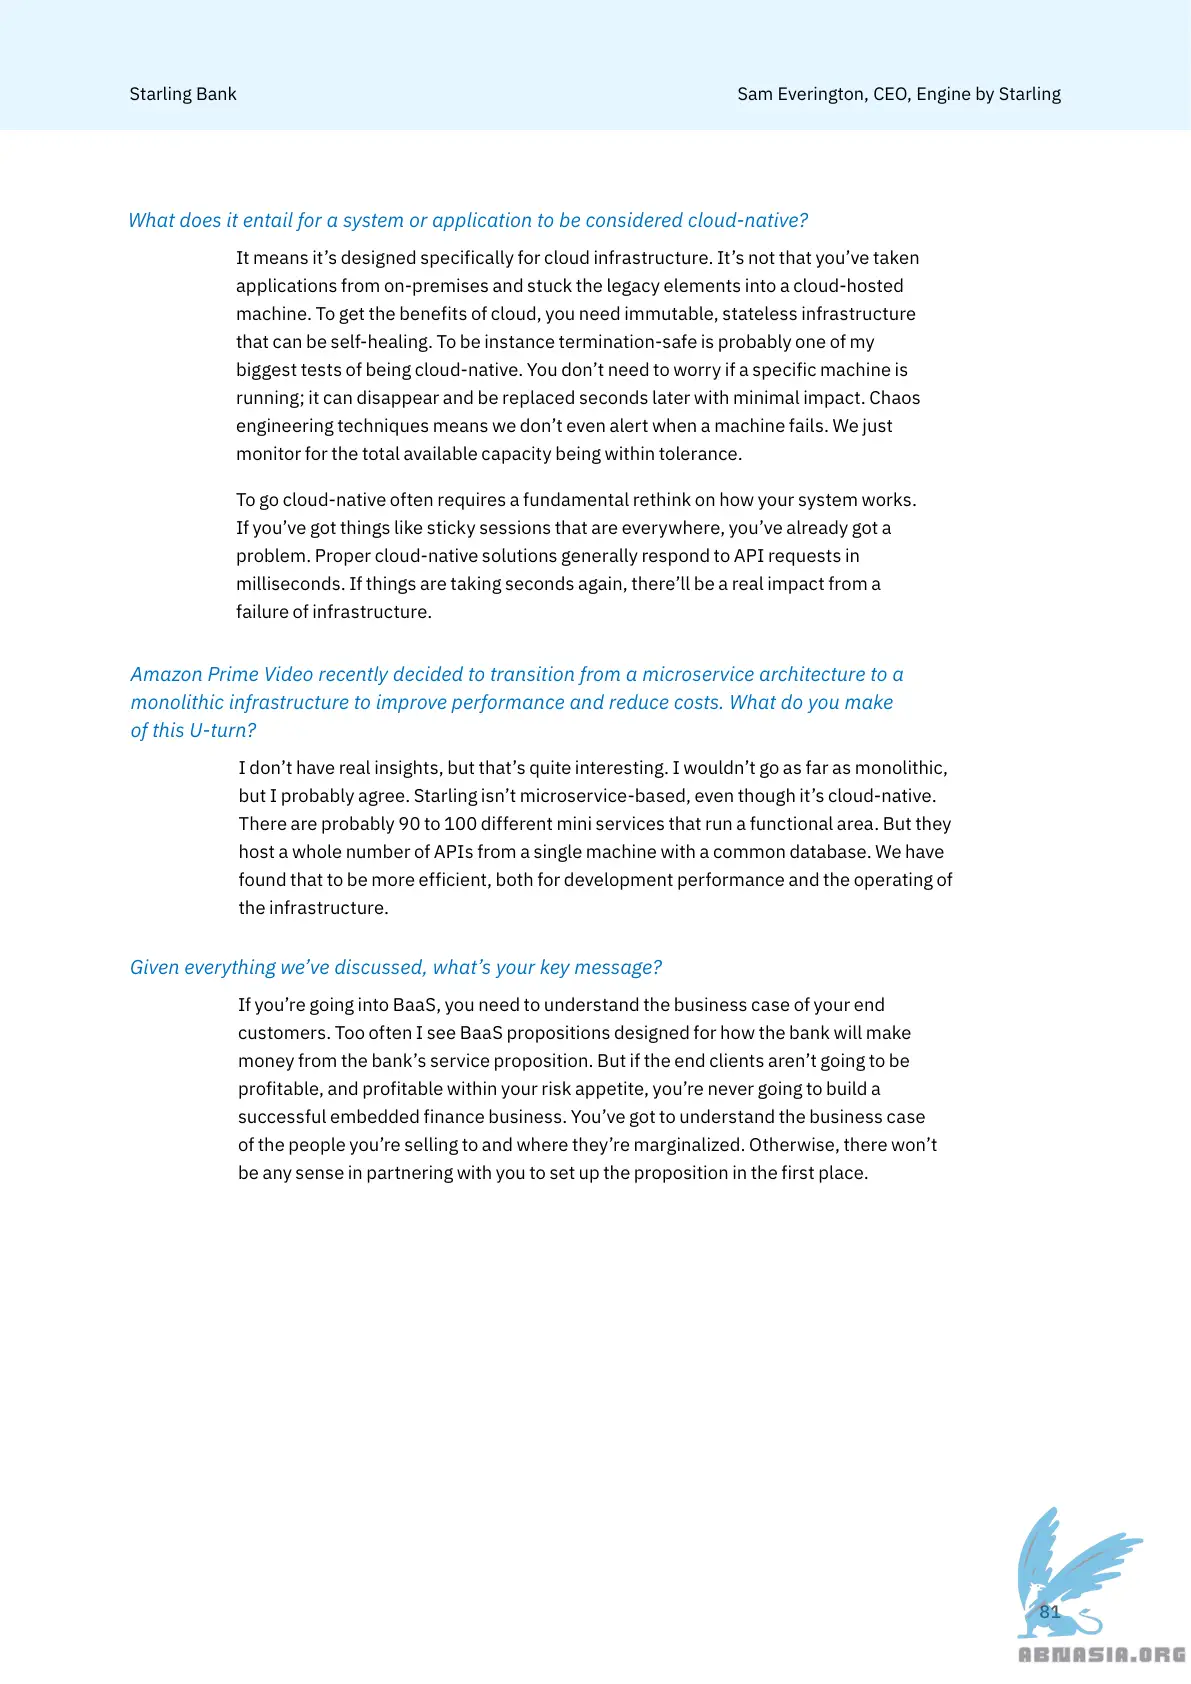 Starling Bank
Sam Everington, CEO, Engine by Starling
What does it entail for a system or application to be considered cloud-native?
It means it’s designed specifically for cloud infrastructure. It’s not that you’ve taken
applications from on-premises and stuck the legacy elements into a cloud-hosted
machine. To get the benefits of cloud, you need immutable, stateless infrastructure
that can be self-healing. To be instance termination-safe is probably one of my
biggest tests of being cloud-native. You don’t need to worry if a specific machine is
running; it can disappear and be replaced seconds later with minimal impact. Chaos
engineering techniques means we don’t even alert when a machine fails. We just
monitor for the total available capacity being within tolerance.
To go cloud-native often requires a fundamental rethink on how your system works.
If you’ve got things like sticky sessions that are everywhere, you’ve already got a
problem. Proper cloud-native solutions generally respond to API requests in
milliseconds. If things are taking seconds again, there’ll be a real impact from a
failure of infrastructure.
Amazon Prime Video recently decided to transition from a microservice architecture to a
monolithic infrastructure to improve performance and reduce costs. What do you make
of this U-turn?
I don’t have real insights, but that’s quite interesting. I wouldn’t go as far as monolithic,
but I probably agree. Starling isn’t microservice-based, even though it’s cloud-native.
There are probably 90 to 100 different mini services that run a functional area. But they
host a whole number of APIs from a single machine with a common database. We have
found that to be more efficient, both for development performance and the operating of
the infrastructure.
Given everything we’ve discussed, what’s your key message?
If you’re going into BaaS, you need to understand the business case of your end
customers. Too often I see BaaS propositions designed for how the bank will make
money from the bank’s service proposition. But if the end clients aren’t going to be
profitable, and profitable within your risk appetite, you’re never going to build a
successful embedded finance business. You’ve got to understand the business case
of the people you’re selling to and where they’re marginalized. Otherwise, there won’t
be any sense in partnering with you to set up the proposition in the first place.
81
ABNASIA.ORG